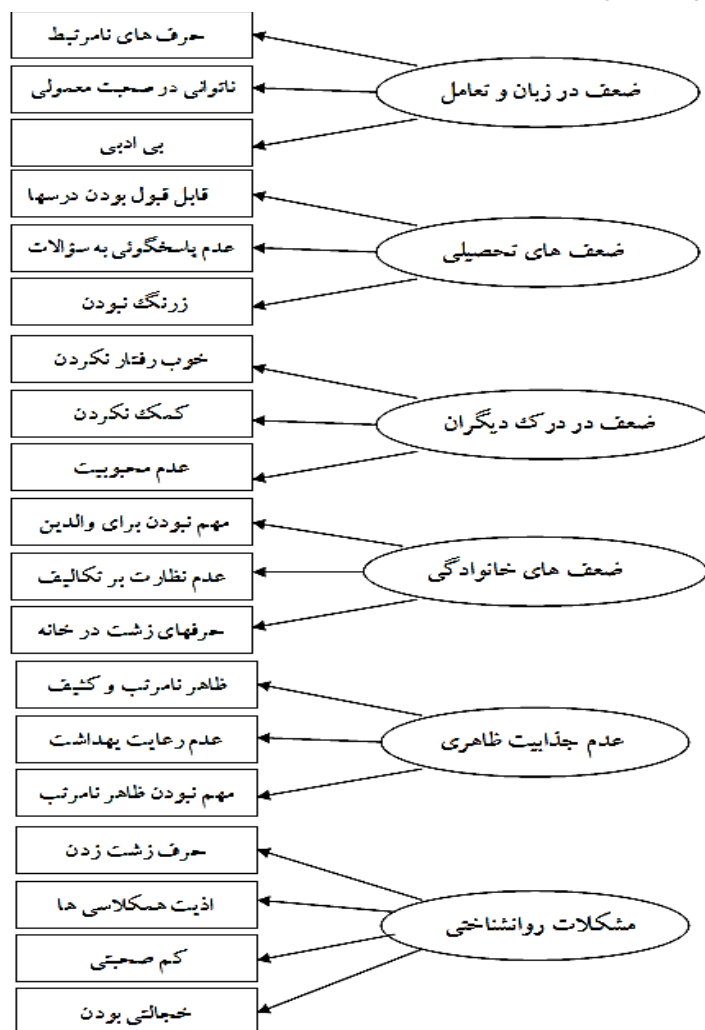 ضعف در زبان و تعامل
حرف های نامرتبط
ناتوانی در صحبت معمولی
بی ادبی
ضعف های تحصیلی
قابل قبول بودن درسها
عدم پاسخگوئی به سؤالات
زرنگ نبودن
ضعف در درک دیگران
خوب رفتار نکردن
کمک نکردن
عدم محبوبیت
ضعف های خانوادگی
مهم نبودن برای والدین
عدم نظارت بر تکالیف
حرفهای زشت در خانه
عدم جذابیت ظاهری
ظاهر نامرتب و کثیف
عدم رعایت بهداشت
مهم نبودن ظاهر نامرتب
مشکلات روانشناختی
حرف زشت زدن
اذیت همکلاسی ها
کم صحبتی
خجالتی بودن